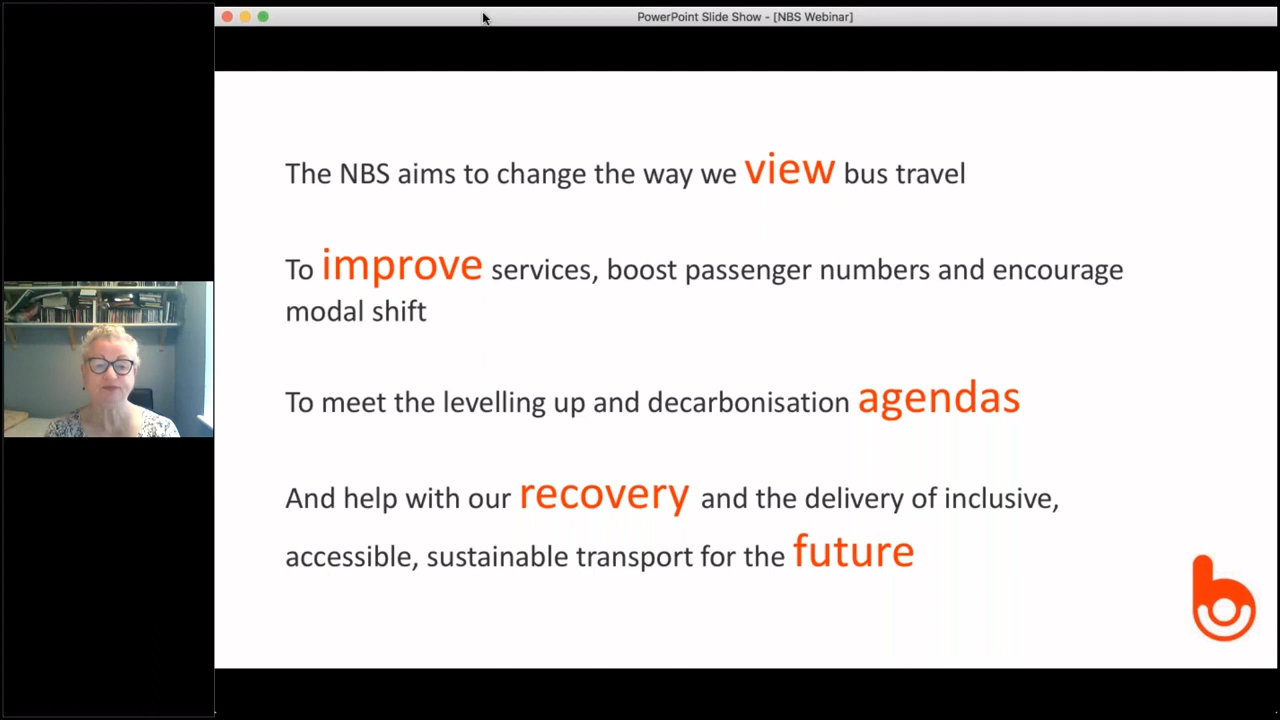 PowerPoint Slide Show - [NBS Webinar]
The NBS aims to change the way we view bus travel
To improve services, boost passenger numbers and encourage
modal shift
To meet the levelling up and decarbonisation agendas
And help with our recovery and the delivery of inclusive,
accessible, sustainable transport for the future